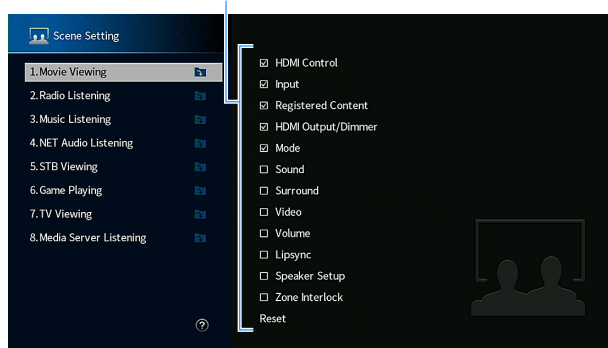 Scene Setting
1.Movie Viewing
2.Radio Listening
3.Music Listening
4.NET Audio Listening
5.STB Viewing
6.Game Playing
7.TV Viewing
8.Media Server Listening
?
HDMI Control
Input
Registered Content
HDMI Output/Dimmer
Mode
Sound
Surround
Video
Volume
Lipsync
Speaker Setup
Zone Interlock
Reset